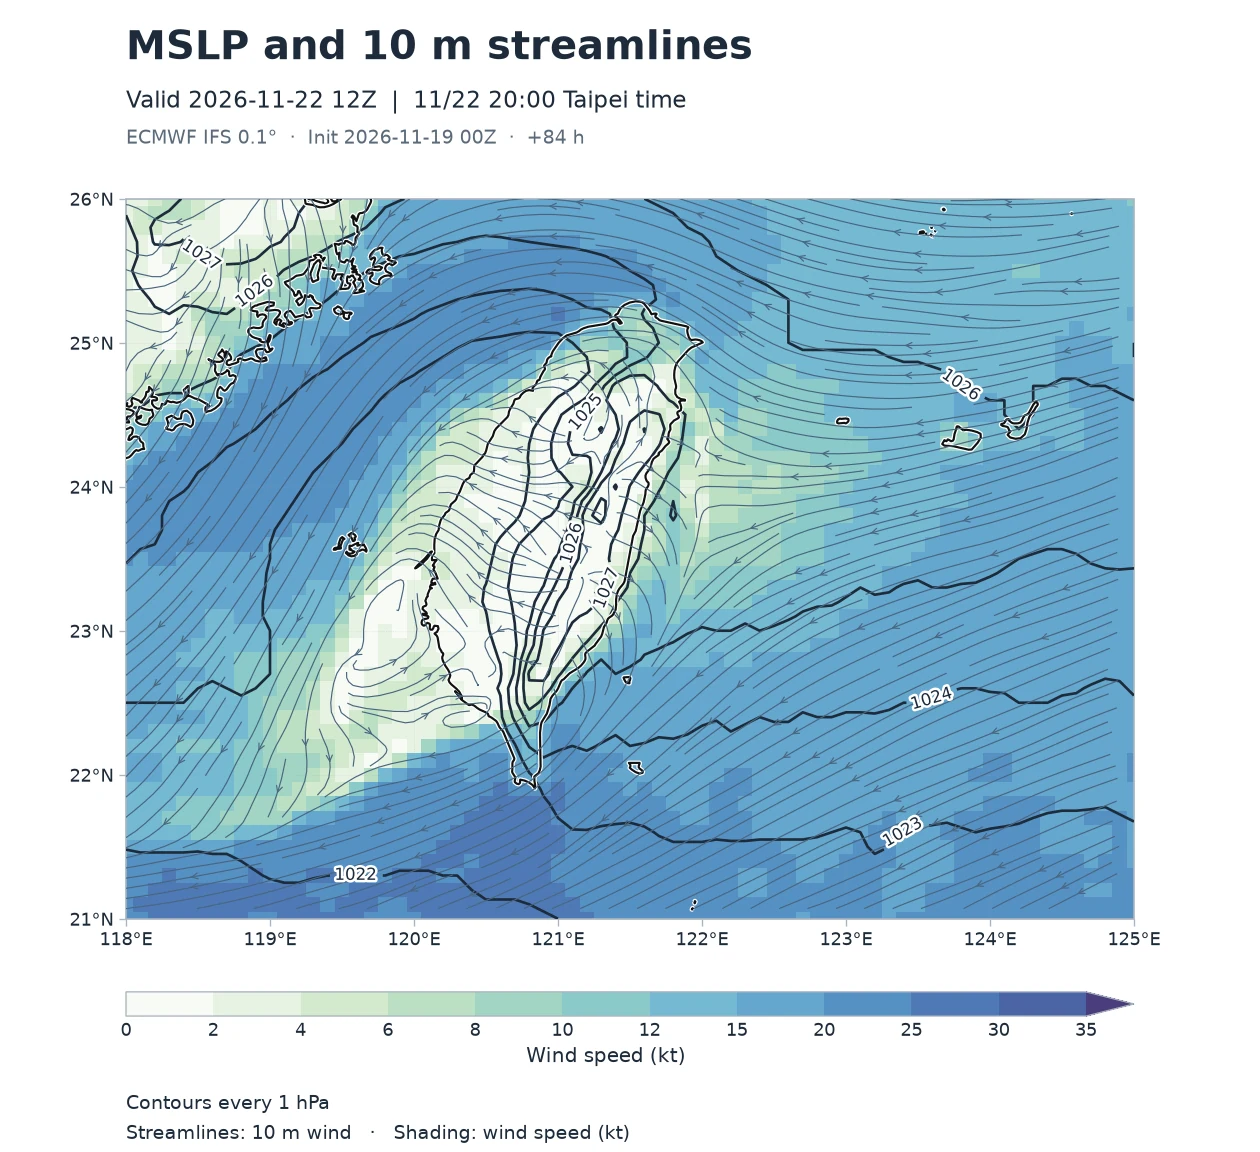 MSLP and 10 m streamlines
Valid 2026-11-22 12Z | 11/22 20:00 Taipei time
ECMWF IFS 0.1° · Init 2026-11-19 00Z · +84 h
26°N
25°N
24°N
23°N
22°N
21°N
1027
1026
1026
1025
1026
1027
1024
1023
1022
118°E 119°E 120°E 121°E 122°E 123°E 124°E 125°E
0 2 4 6 8 10 12 15 20 25 30 35
Wind speed (kt)
Contours every 1 hPa
Streamlines: 10 m wind · Shading: wind speed (kt)